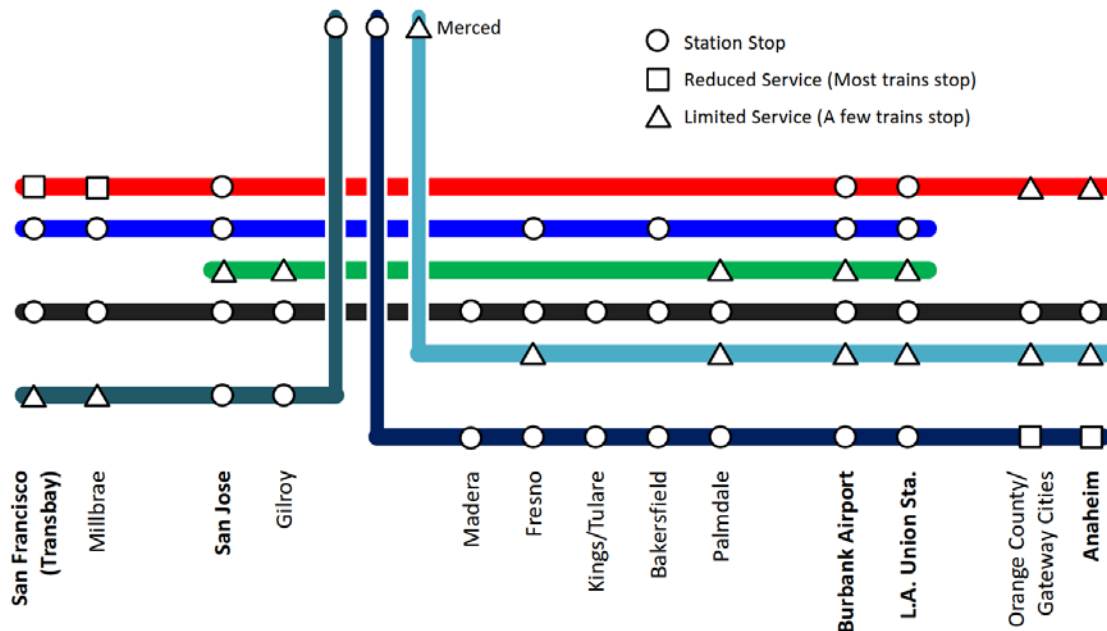 Merced
Station Stop
Reduced Service (Most trains stop)
Limited Service (A few trains stop)
San Francisco
(Transbay)
Millbrae
San Jose
Gilroy
Madera
Fresno
Kings/Tulare
Bakersfield
Palmdale
Burbank Airport
L.A. Union Sta.
Orange County/
Gateway Cities
Anaheim